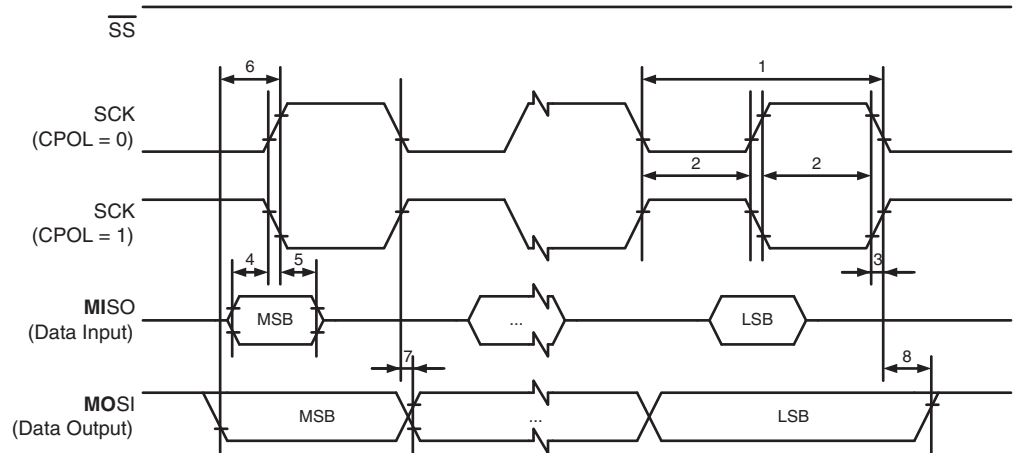 SS
6
1
SCK
(CPOL = 0)
2
2
SCK
(CPOL = 1)
4
5
3
MISO
(Data Input)
MSB
...
LSB
7
8
MOSI
(Data Output)
MSB
...
LSB